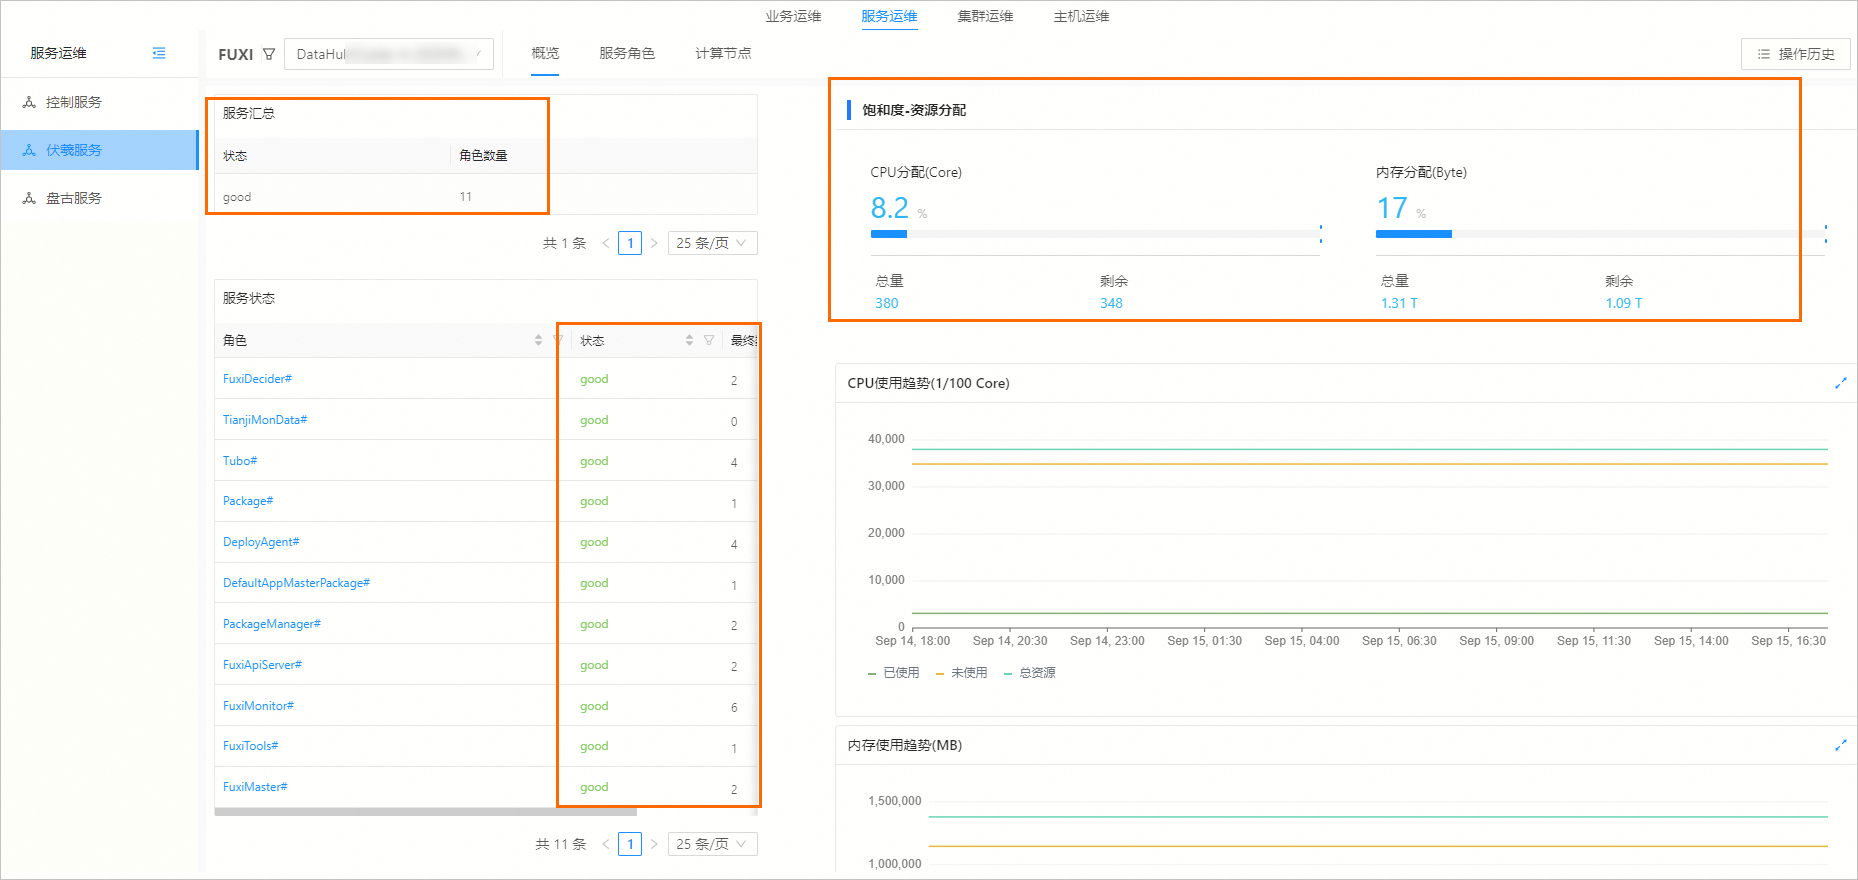 业务运维 服务运维 集群运维 主机运维
服务运维
FUXI DataHu 概览 服务角色 计算节点 操作历史
控制服务
伏羲服务
盘古服务
服务汇总
状态 角色数量
good 11
共 1 条 < 1 > 25 条/页
服务状态
角色 状态 最终
FuxiDecider# good 2
TianjiMonData# good 0
Tubo# good 4
Package# good 1
DeployAgent# good 4
DefaultAppMasterPackage# good 1
PackageManager# good 2
FuxiApiServer# good 2
FuxiMonitor# good 6
FuxiTools# good 1
FuxiMaster# good 2
共 11 条 < 1 > 25 条/页
饱和度-资源分配
CPU分配(Core) 内存分配(Byte)
8.2 % 17 %
总量 剩余 总量 剩余
380 348 1.31 T 1.09 T
CPU使用趋势(1/100 Core)
40,000
30,000
20,000
10,000
0
Sep 14, 18:00 Sep 14, 20:30 Sep 14, 23:00 Sep 15, 01:30 Sep 15, 04:00 Sep 15, 06:30 Sep 15, 09:00 Sep 15, 11:30 Sep 15, 14:00 Sep 15, 16:30
已使用 未使用 总资源
内存使用趋势(MB)
1,500,000
1,000,000